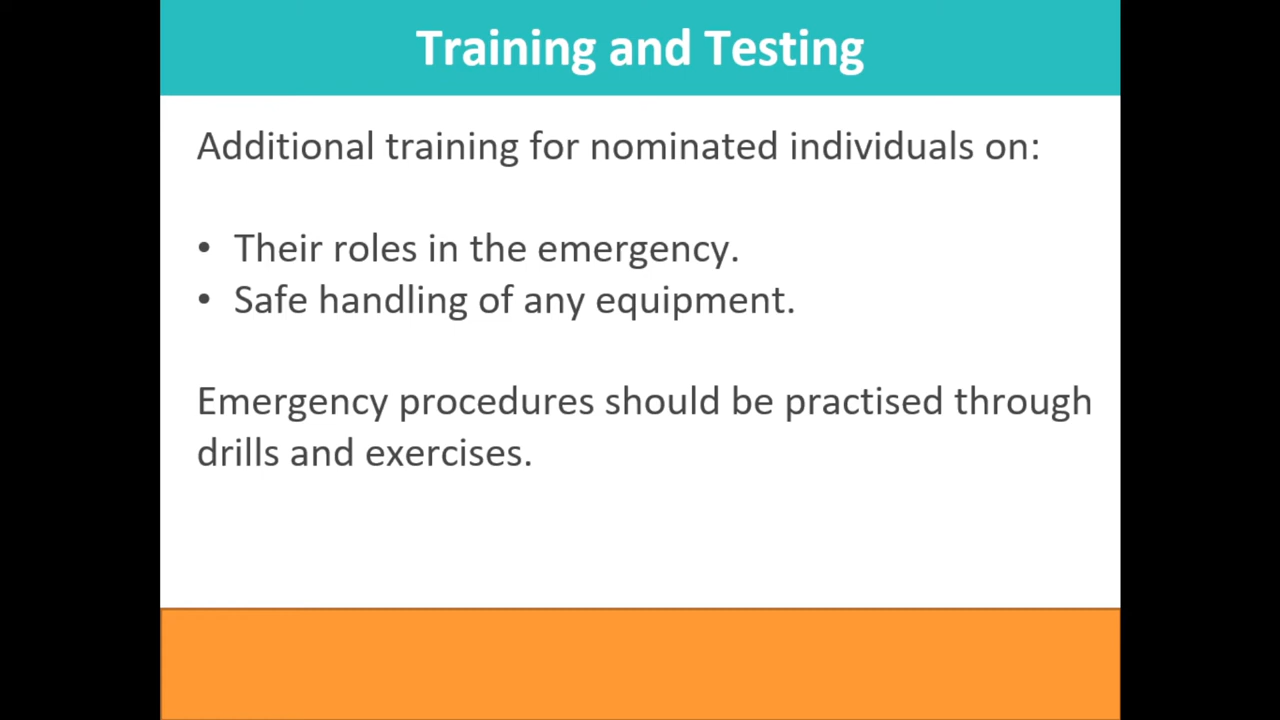 Training and Testing
Additional training for nominated individuals on:
• Their roles in the emergency.
• Safe handling of any equipment.
Emergency procedures should be practised through
drills and exercises.